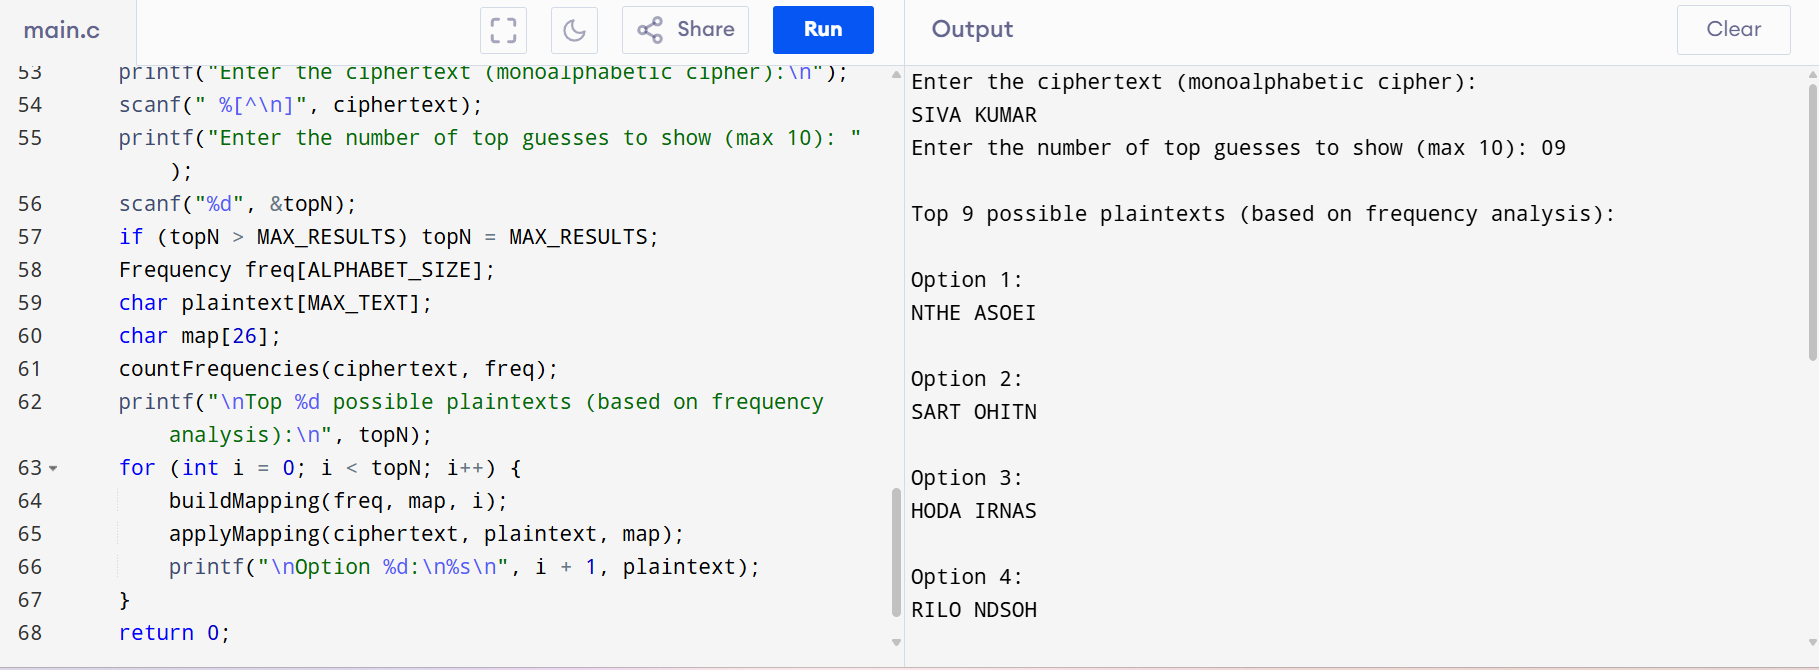 main.c
Share
Run
Output
Clear
53 printf("Enter the ciphertext (monoalphabetic cipher):\n");
54 scanf(" %[^\n]", ciphertext);
55 printf("Enter the number of top guesses to show (max 10): "
);
56 scanf("%d", &topN);
57 if (topN > MAX_RESULTS) topN = MAX_RESULTS;
58 Frequency freq[ALPHABET_SIZE];
59 char plaintext[MAX_TEXT];
60 char map[26];
61 countFrequencies(ciphertext, freq);
62 printf("\nTop %d possible plaintexts (based on frequency
analysis):\n", topN);
63 for (int i = 0; i < topN; i++) {
64 buildMapping(freq, map, i);
65 applyMapping(ciphertext, plaintext, map);
66 printf("\nOption %d:\n%s\n", i + 1, plaintext);
67 }
68 return 0;
Enter the ciphertext (monoalphabetic cipher):
SIVA KUMAR
Enter the number of top guesses to show (max 10): 09
Top 9 possible plaintexts (based on frequency analysis):
Option 1:
NTHE ASOEI
Option 2:
SART OHITN
Option 3:
HODA IRNAS
Option 4:
RILO NDSOH